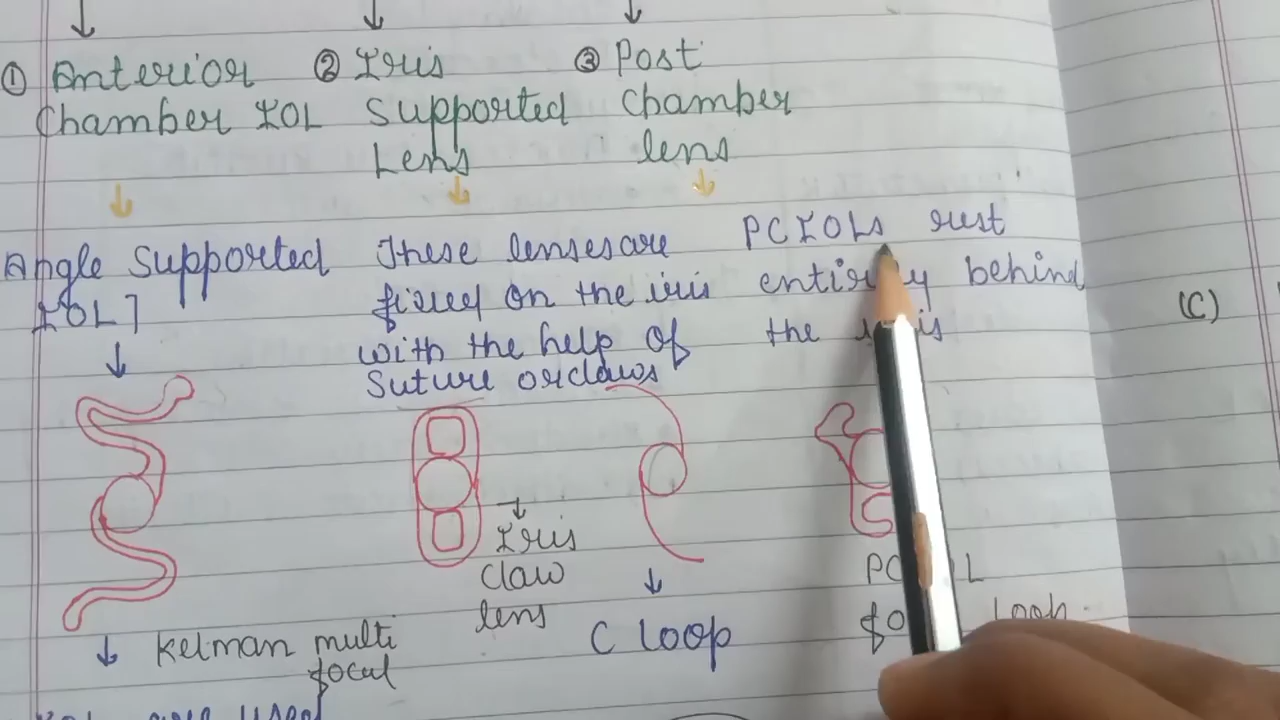 ① Anterior
Chamber IOL
② Iris
Supported
Lens
③ Post
Chamber
lens
Angle Supported
IOL]
These lenses are
fixed on the iris
with the help of
Suture or claws
PCIOLs rest
behind
the
Iris
claw
lens
C loop
Kelman multi
focal
(C)